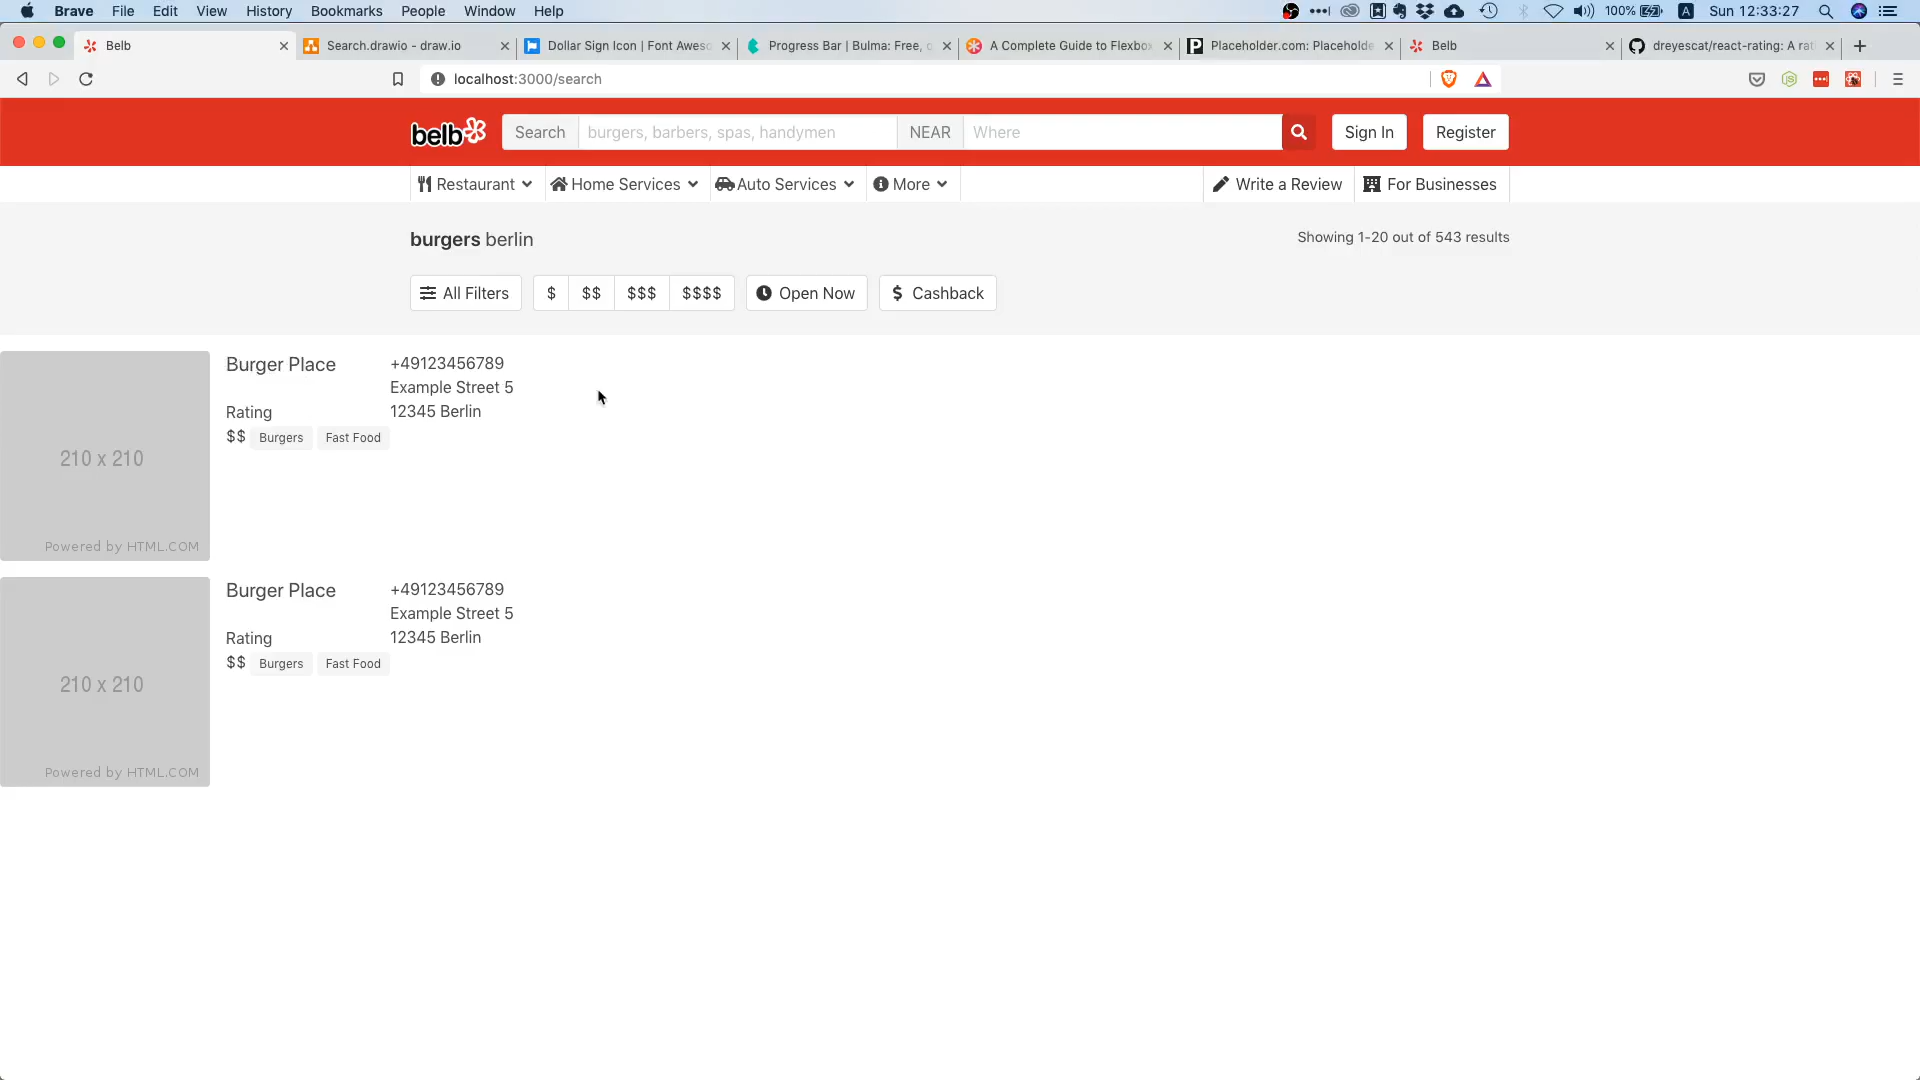 Brave File Edit View History Bookmarks People Window Help 100% A Sun 12:33:27
Belb Search.drawio - draw.io Dollar Sign Icon | Font Aweso Progress Bar | Bulma: Free, o A Complete Guide to Flexbox Placeholder.com: Placeholde Belb dreyescat/react-rating: A rat
localhost:3000/search
belb Search burgers, barbers, spas, handymen NEAR Where Sign In Register
Restaurant Home Services Auto Services More Write a Review For Businesses
burgers berlin Showing 1-20 out of 543 results
All Filters $ $$ $$$ $$$$ Open Now $ Cashback
Burger Place +49123456789
Example Street 5
Rating 12345 Berlin
$$ Burgers Fast Food
210 x 210
Powered by HTML.COM
Burger Place +49123456789
Example Street 5
Rating 12345 Berlin
$$ Burgers Fast Food
210 x 210
Powered by HTML.COM